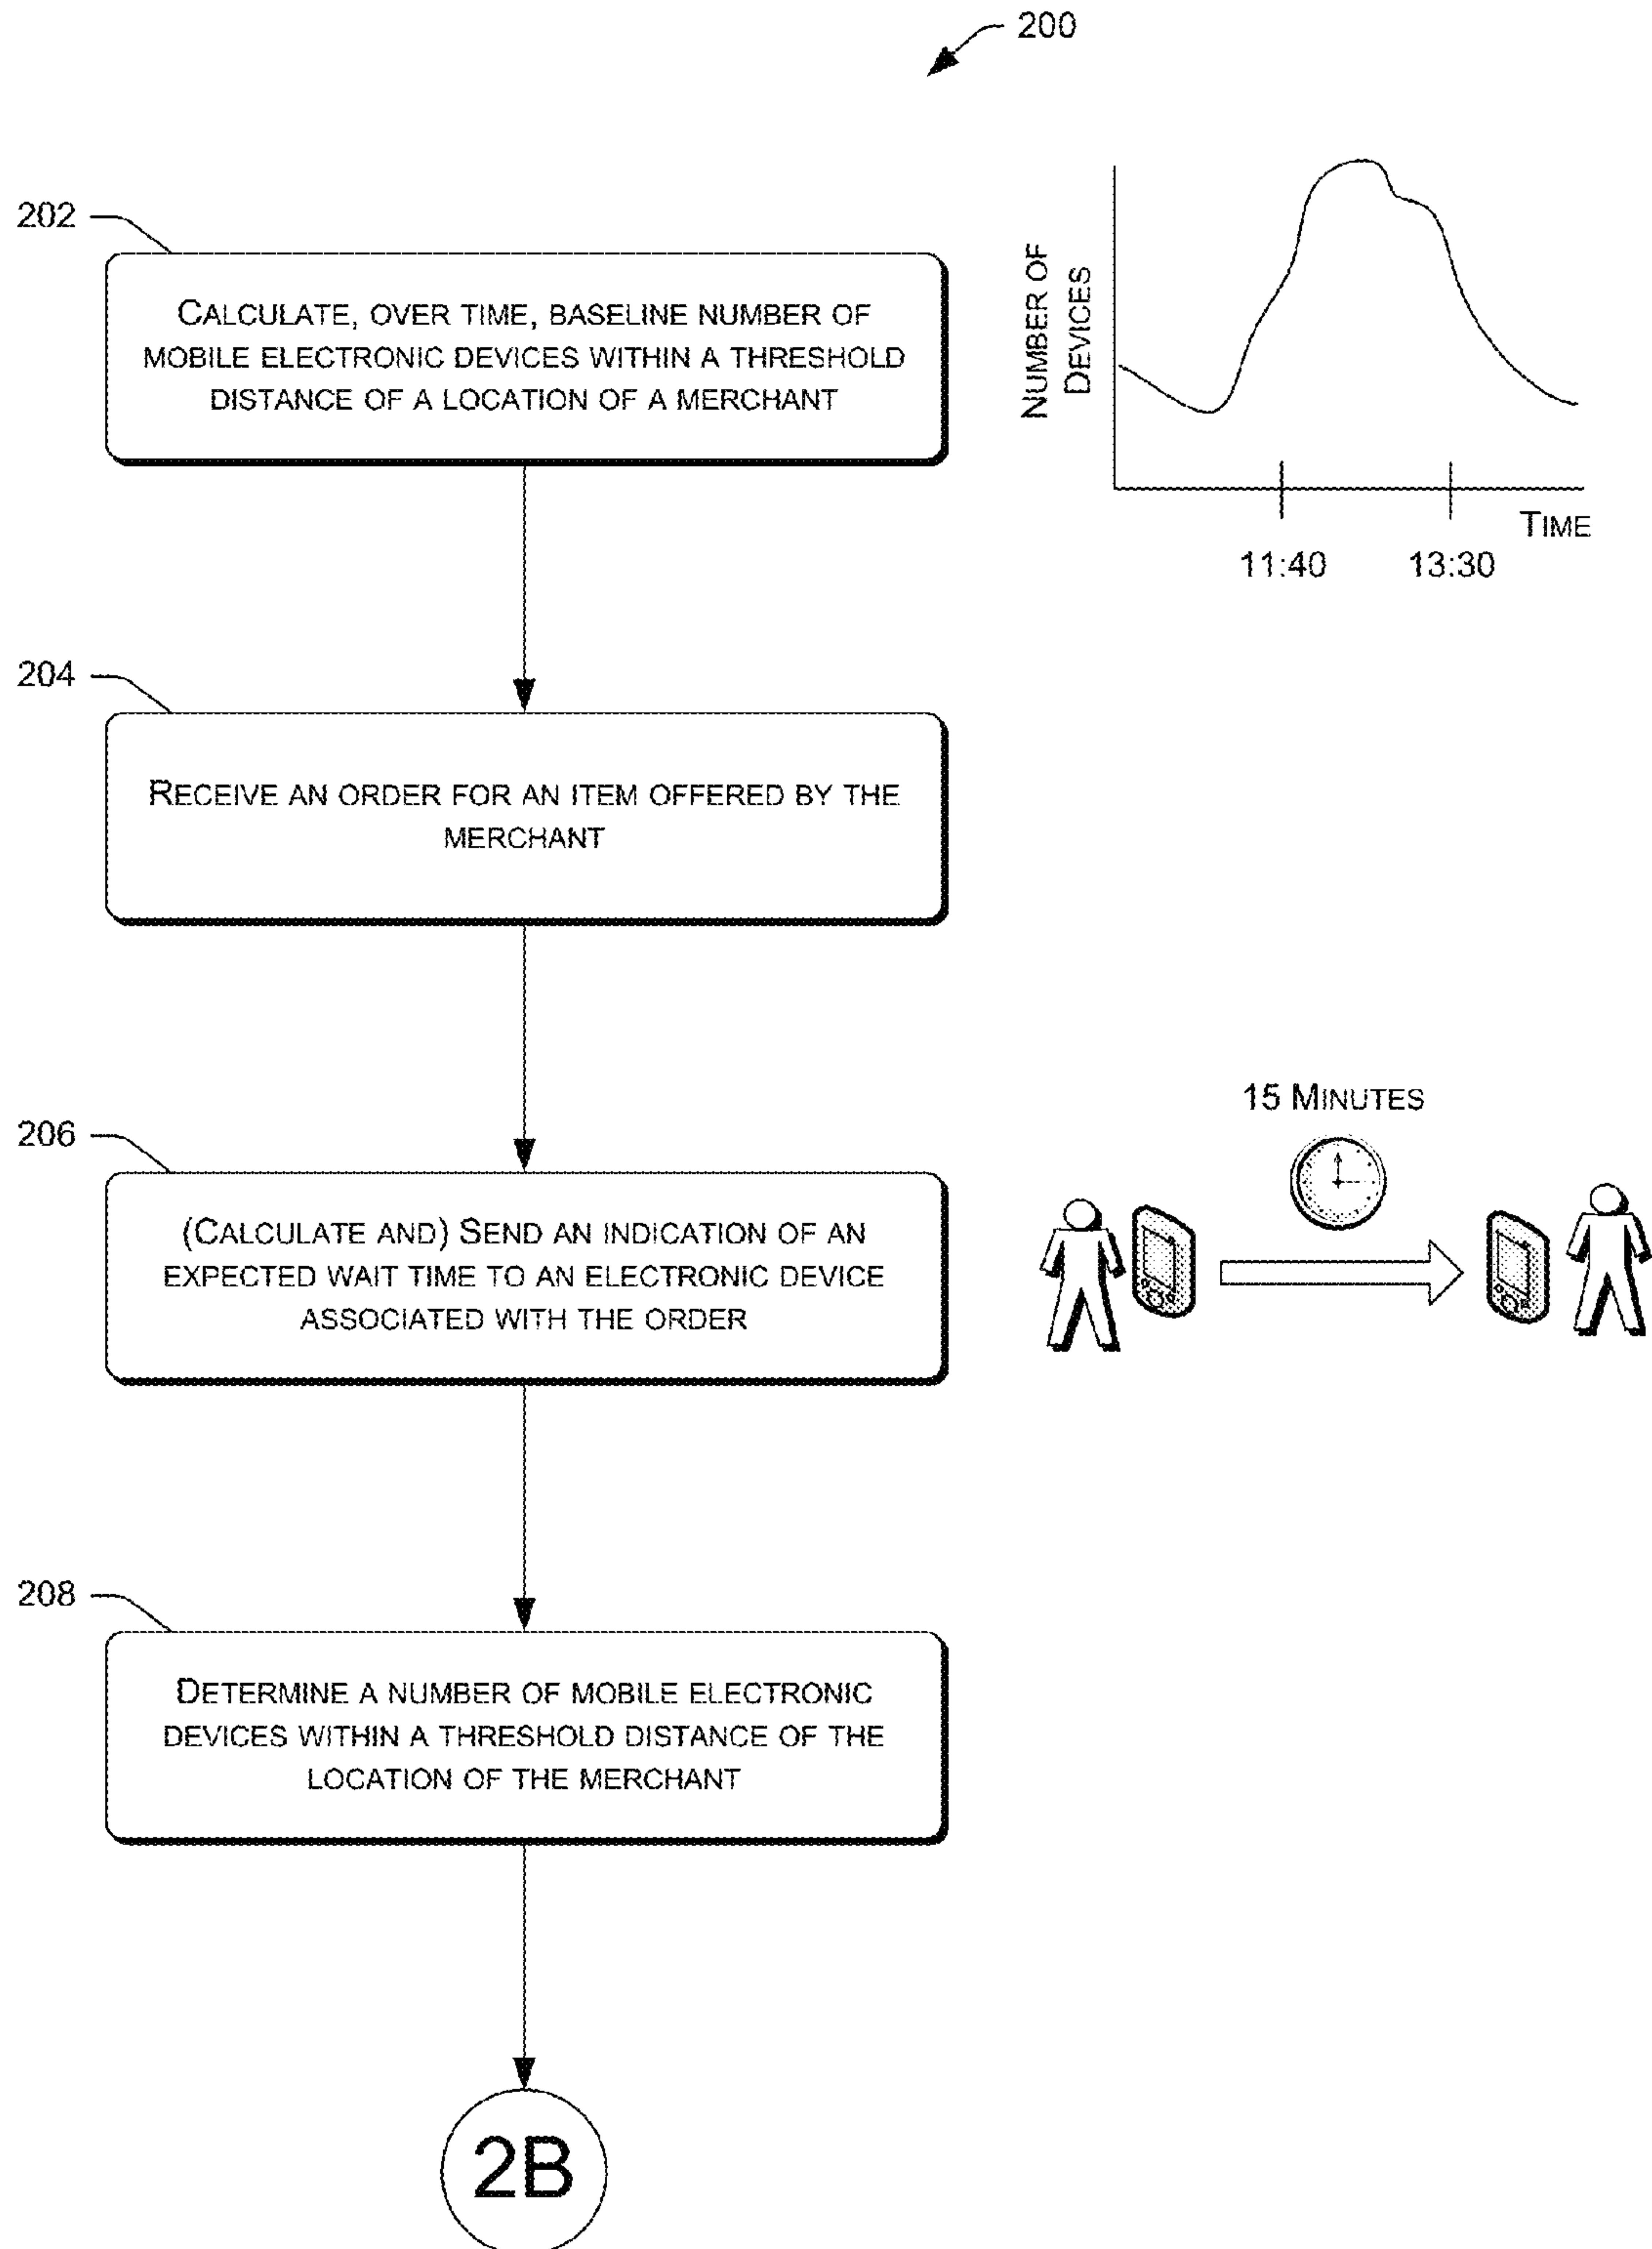 200
202
CALCULATE, OVER TIME, BASELINE NUMBER OF
MOBILE ELECTRONIC DEVICES WITHIN A THRESHOLD
DISTANCE OF A LOCATION OF A MERCHANT
NUMBER OF
DEVICES
TIME
11:40
13:30
204
RECEIVE AN ORDER FOR AN ITEM OFFERED BY THE
MERCHANT
206
(CALCULATE AND) SEND AN INDICATION OF AN
EXPECTED WAIT TIME TO AN ELECTRONIC DEVICE
ASSOCIATED WITH THE ORDER
15 MINUTES
208
DETERMINE A NUMBER OF MOBILE ELECTRONIC
DEVICES WITHIN A THRESHOLD DISTANCE OF THE
LOCATION OF THE MERCHANT
2B